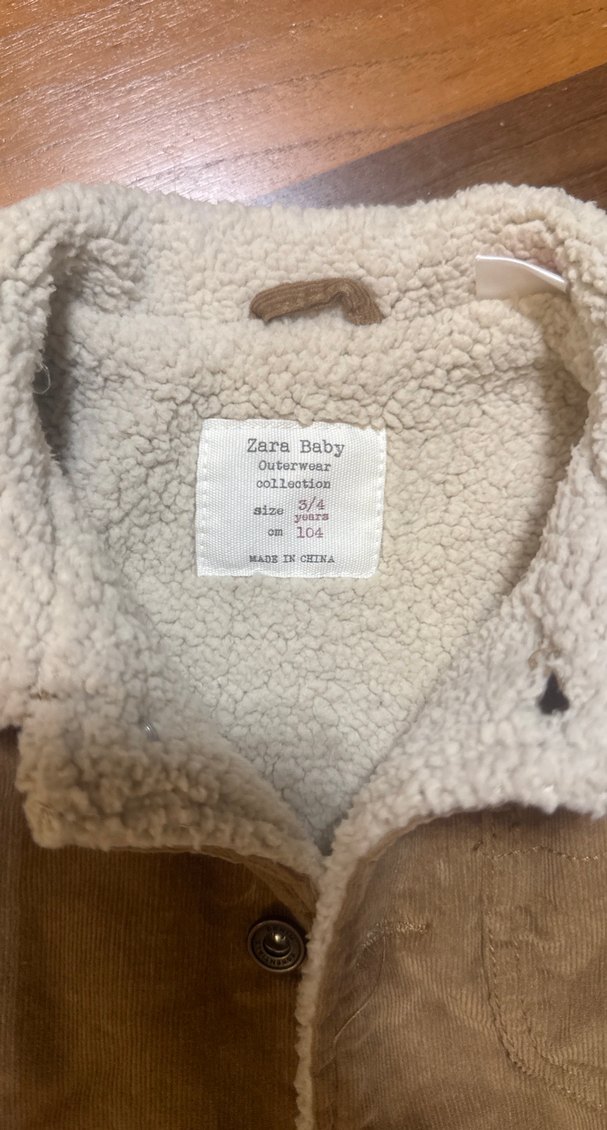 Zara Baby
Outerwear
collection
size 3/4
years
cm 104
MADE IN CHINA